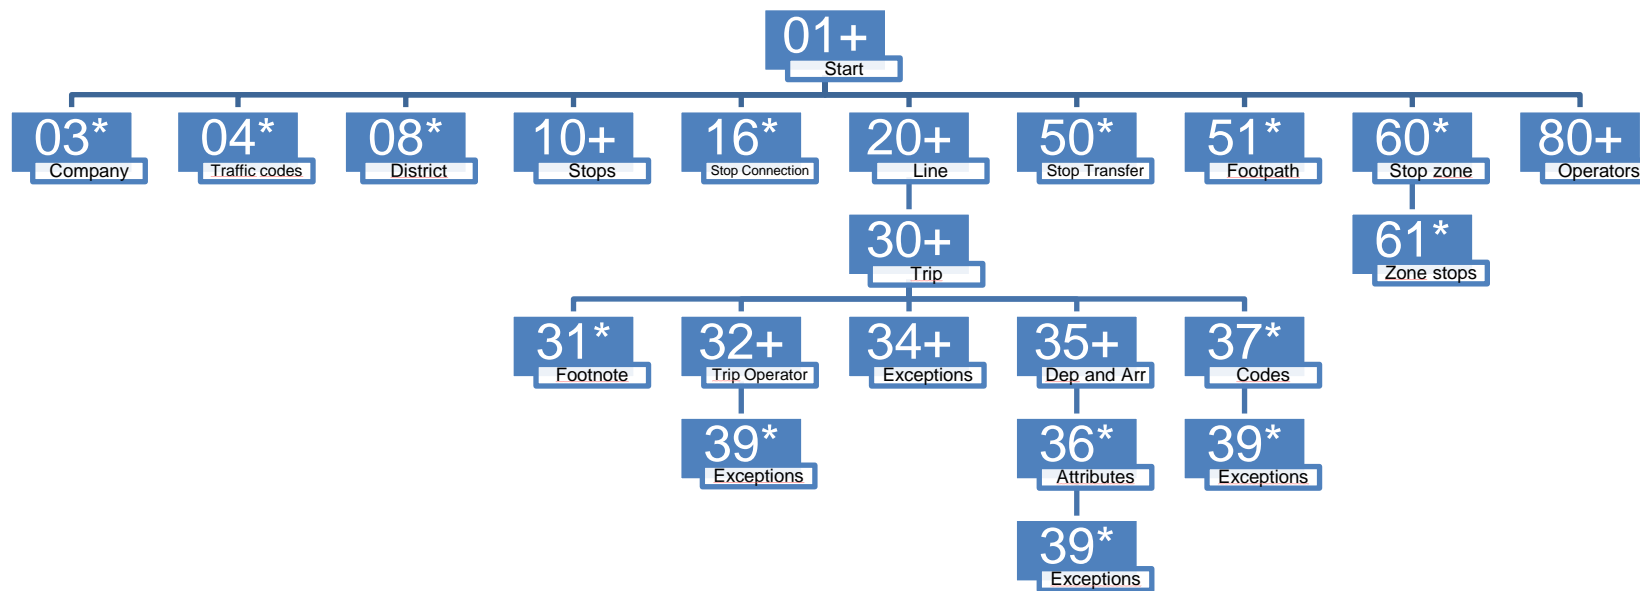 01+
Start
03*
Company
04*
Traffic codes
08*
District
10+
Stops
16*
Stop Connection
20+
Line
50*
Stop Transfer
51*
Footpath
60*
Stop zone
80+
Operators
30+
Trip
61*
Zone stops
31*
Footnote
32+
Trip Operator
34+
Exceptions
35+
Dep and Arr
37*
Codes
39*
Exceptions
36*
Attributes
39*
Exceptions
39*
Exceptions